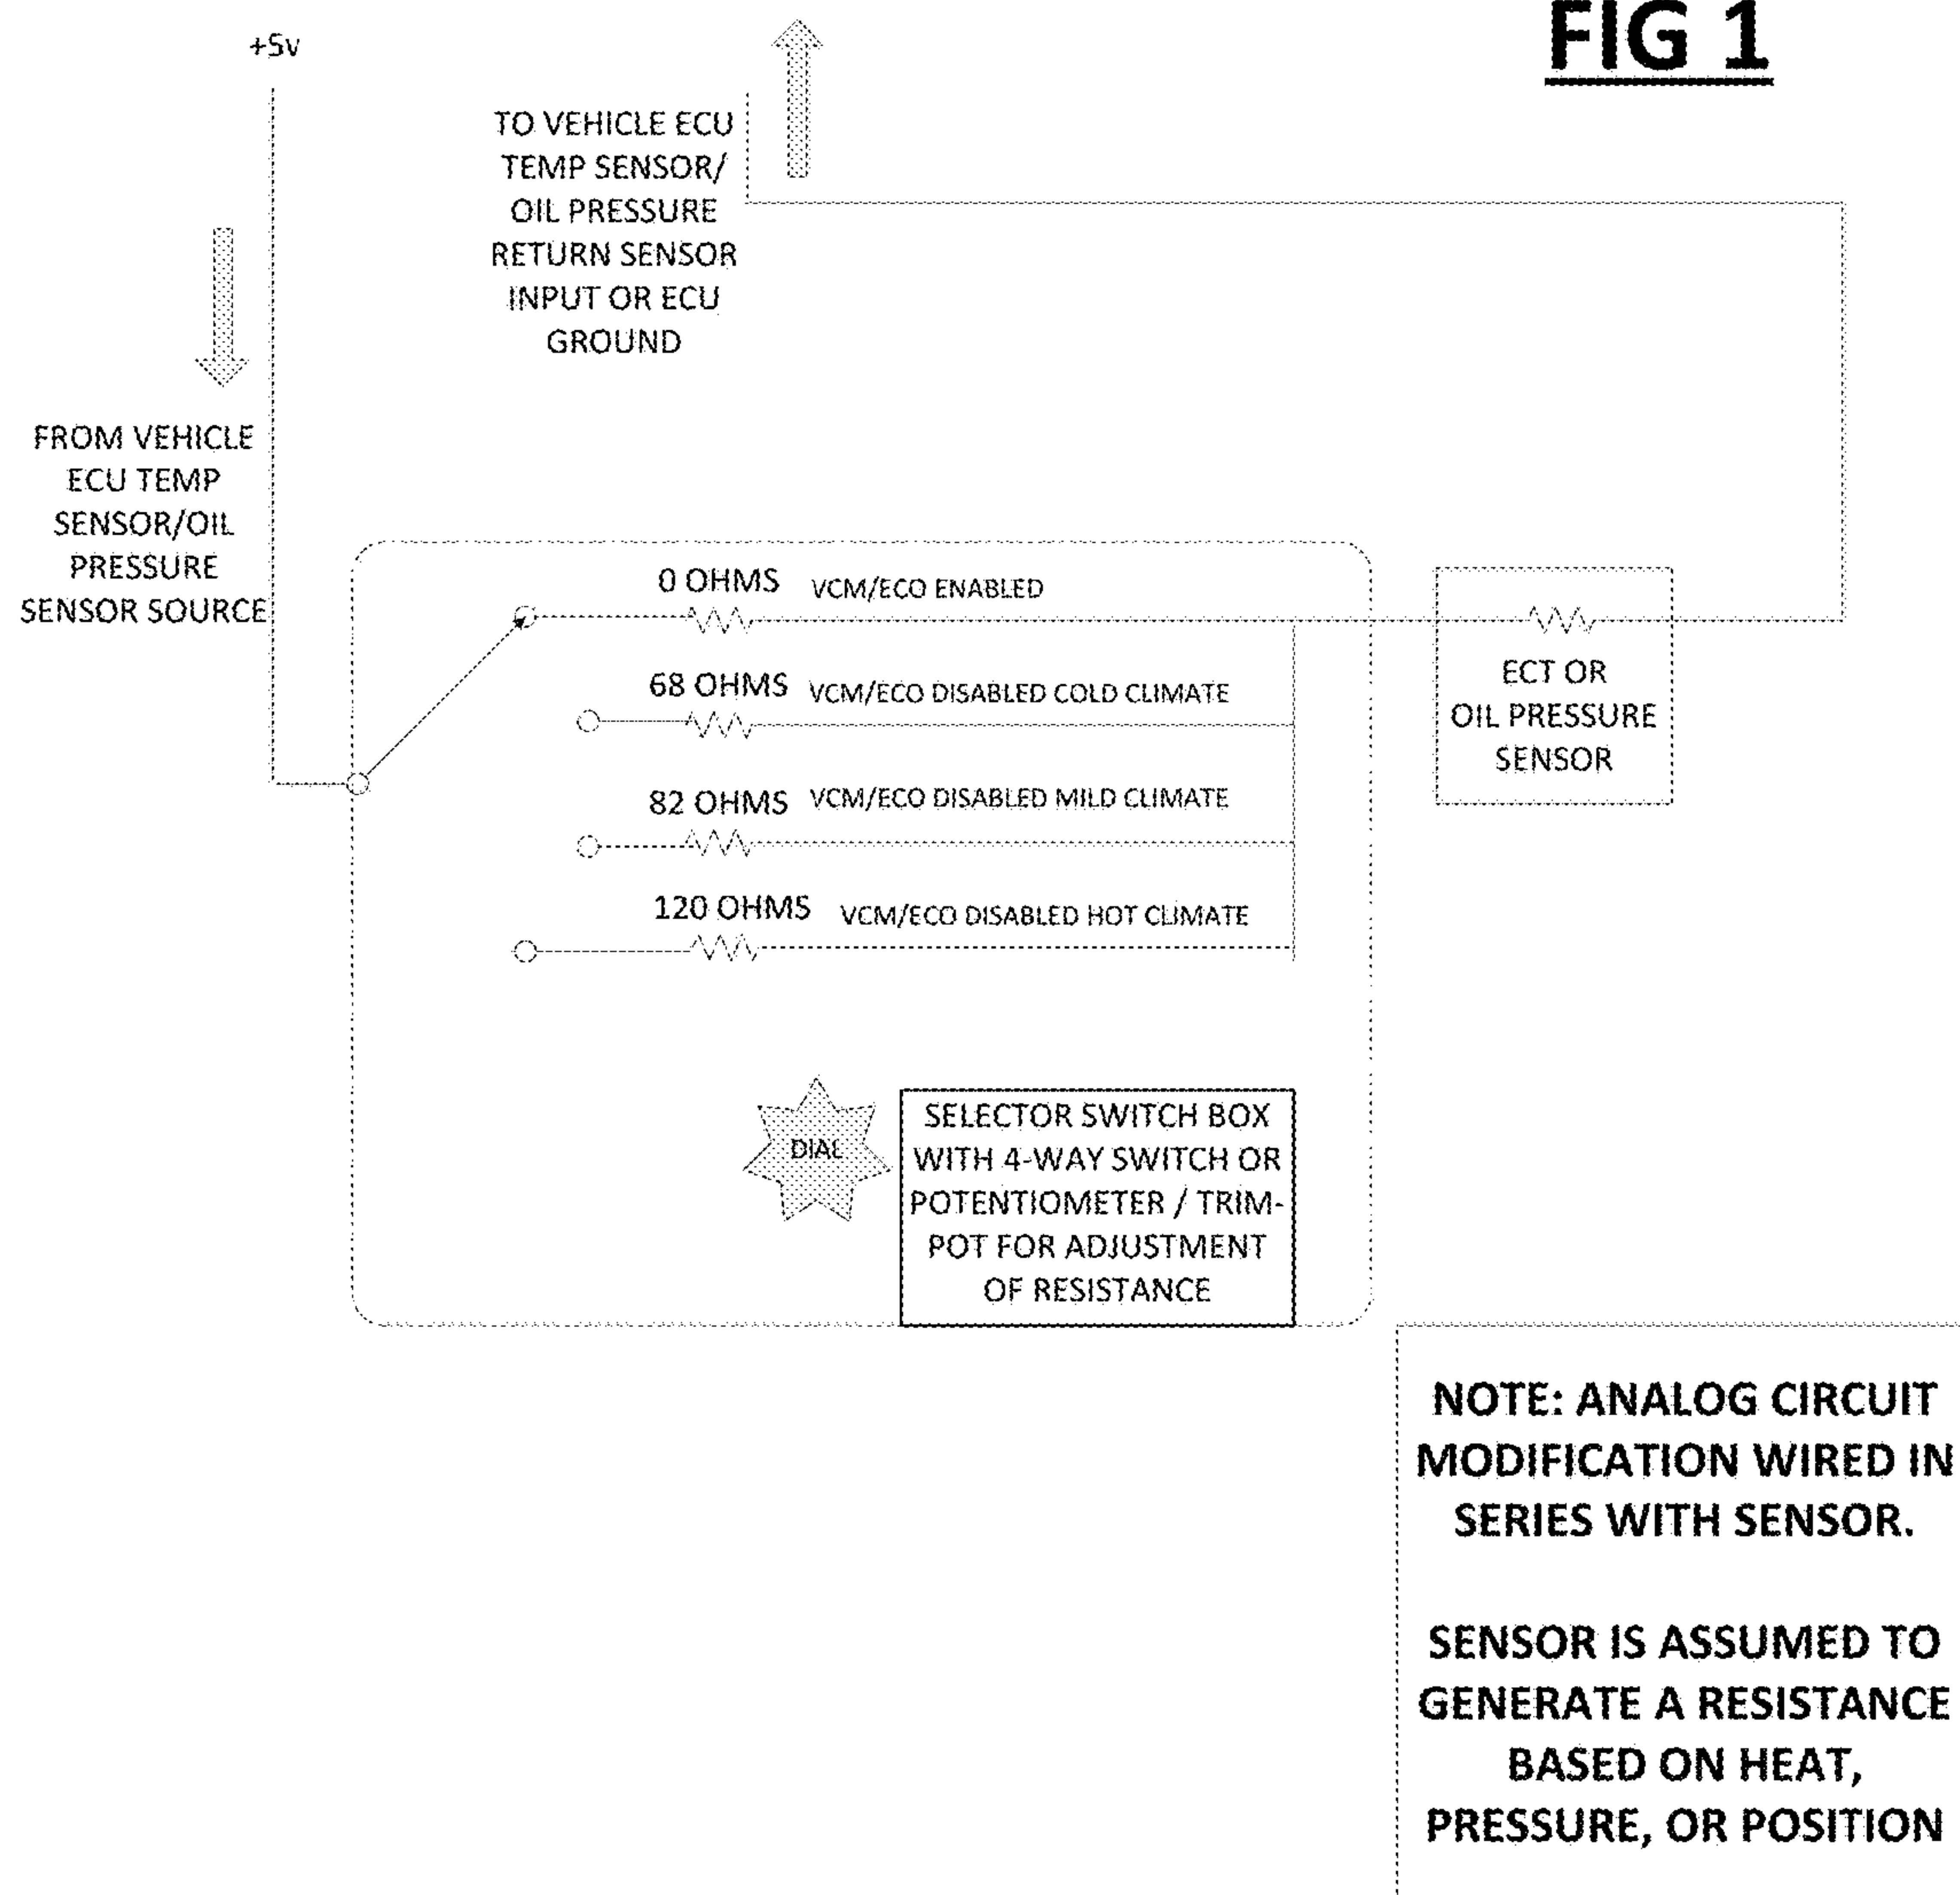 FIG 1
+5v
TO VEHICLE ECU
TEMP SENSOR/
OIL PRESSURE
RETURN SENSOR
INPUT OR ECU
GROUND
FROM VEHICLE
ECU TEMP
SENSOR/OIL
PRESSURE
SENSOR SOURCE
0 OHMS VCM/ECO ENABLED
68 OHMS VCM/ECO DISABLED COLD CLIMATE
82 OHMS VCM/ECO DISABLED MILD CLIMATE
120 OHMS VCM/ECO DISABLED HOT CLIMATE
ECT OR
OIL PRESSURE
SENSOR
DIAL
SELECTOR SWITCH BOX
WITH 4-WAY SWITCH OR
POTENTIOMETER / TRIM-
POT FOR ADJUSTMENT
OF RESISTANCE
NOTE: ANALOG CIRCUIT
MODIFICATION WIRED IN
SERIES WITH SENSOR.
SENSOR IS ASSUMED TO
GENERATE A RESISTANCE
BASED ON HEAT,
PRESSURE, OR POSITION